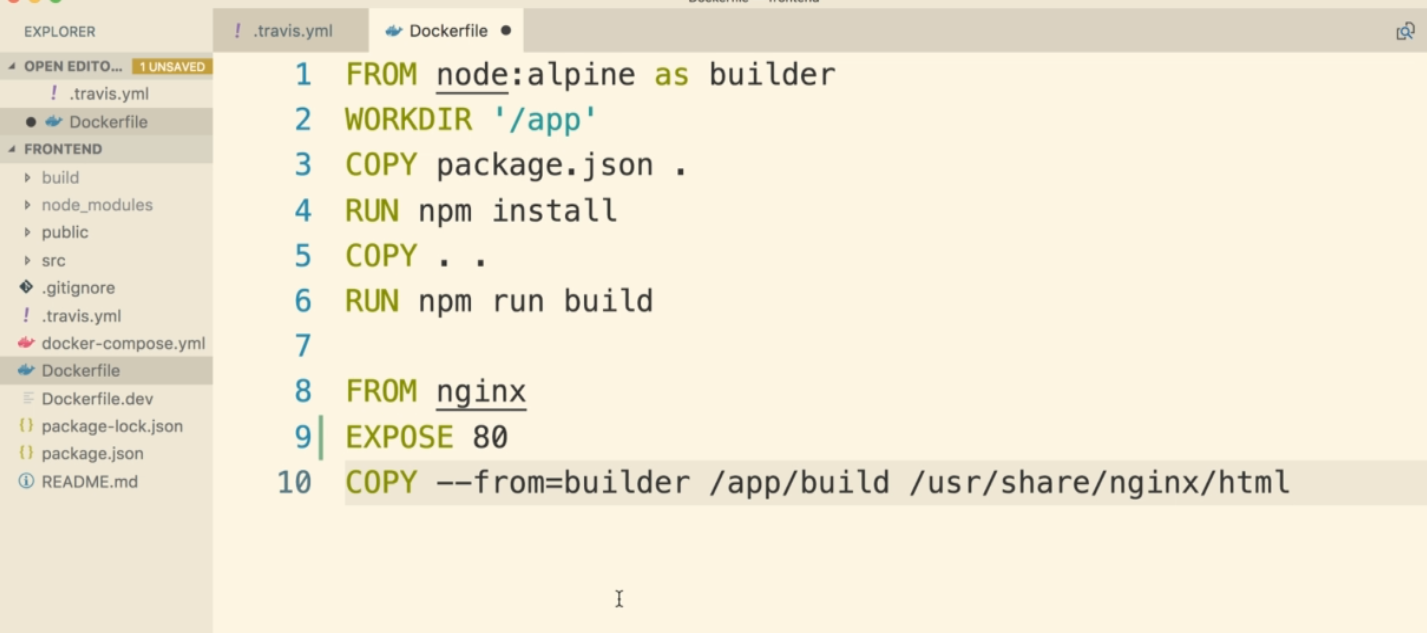 EXPLORER
OPEN EDITO... 1 UNSAVED
! .travis.yml
Dockerfile
FRONTEND
build
node_modules
public
src
.gitignore
! .travis.yml
docker-compose.yml
Dockerfile
Dockerfile.dev
{} package-lock.json
{} package.json
README.md
! .travis.yml
Dockerfile
1 FROM node:alpine as builder
2 WORKDIR '/app'
3 COPY package.json .
4 RUN npm install
5 COPY . .
6 RUN npm run build
7
8 FROM nginx
9 EXPOSE 80
10 COPY --from=builder /app/build /usr/share/nginx/html